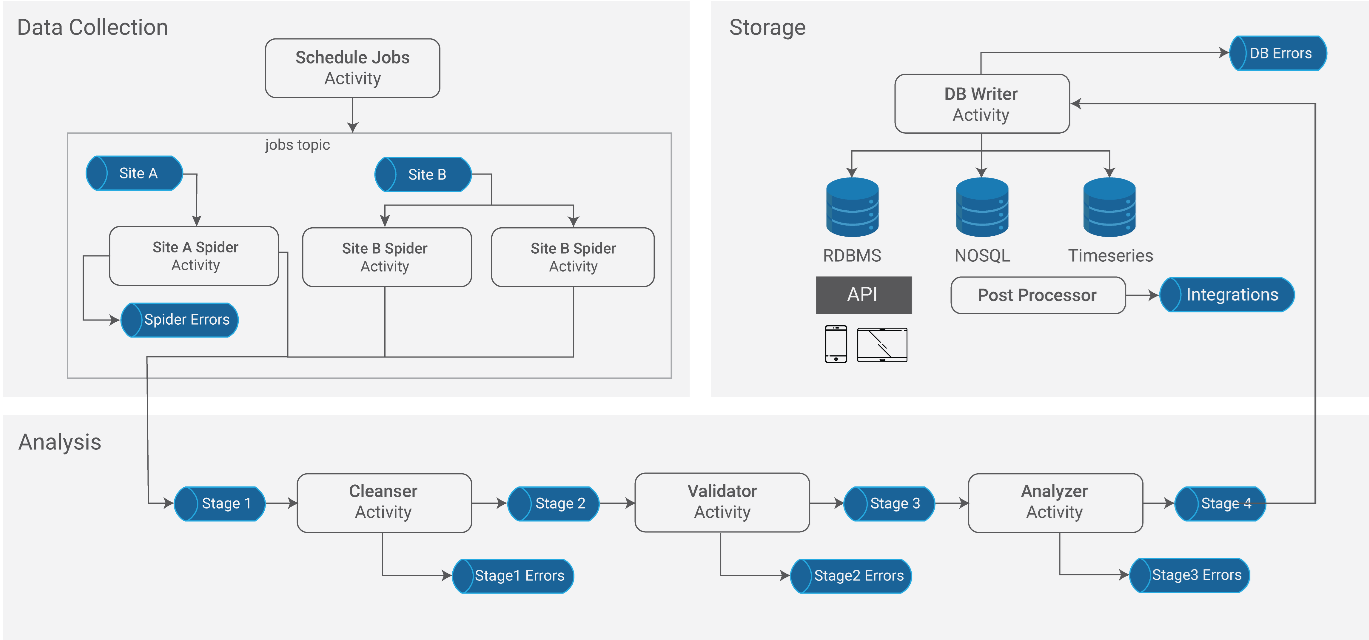 Data Collection
Schedule Jobs
Activity
jobs topic
Site A
Site B
Site A Spider
Activity
Site B Spider
Activity
Site B Spider
Activity
Spider Errors
Storage
DB Errors
DB Writer
Activity
RDBMS
NOSQL
Timeseries
API
Post Processor
Integrations
Analysis
Stage 1
Cleanser
Activity
Stage 2
Validator
Activity
Stage 3
Analyzer
Activity
Stage 4
Stage1 Errors
Stage2 Errors
Stage3 Errors